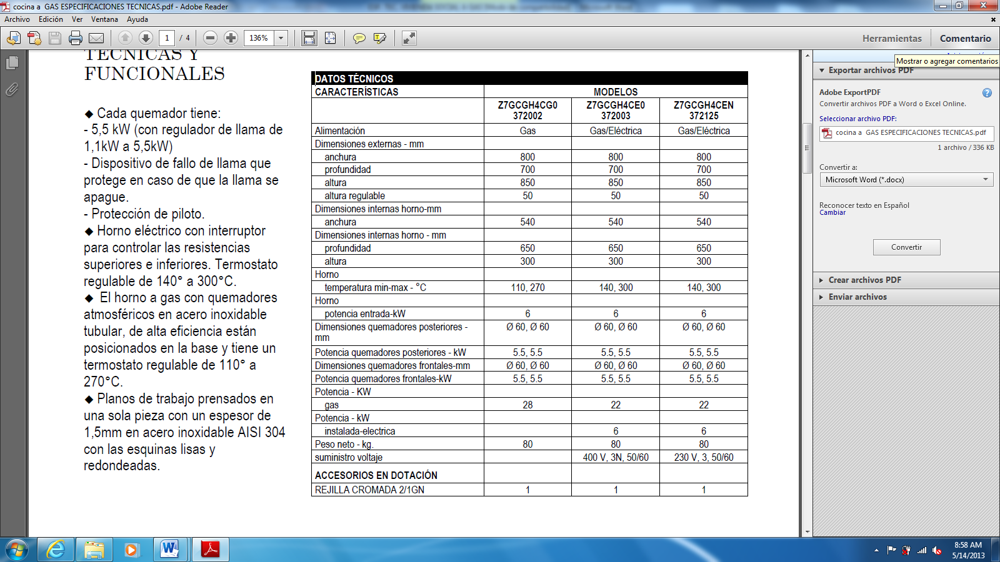 cocina a  GAS ESPECIFICACIONES TECNICAS.pdf - Adobe Reader
Archivo Edición Ver Ventana Ayuda
1 / 4 136% Herramientas Comentario
Mostrar o agregar comentarios
TECNICAS Y
FUNCIONALES
◆ Cada quemador tiene:
- 5,5 kW (con regulador de llama de
1,1kW a 5,5kW)
- Dispositivo de fallo de llama que
protege en caso de que la llama se
apague.
- Protección de piloto.
◆ Horno eléctrico con interruptor
para controlar las resistencias
superiores e inferiores. Termostato
regulable de 140° a 300°C.
◆ El horno a gas con quemadores
atmosféricos en acero inoxidable
tubular, de alta eficiencia están
posicionados en la base y tiene un
termostato regulable de 110° a
270°C.
◆ Planos de trabajo prensados en
una sola pieza con un espesor de
1,5mm en acero inoxidable AISI 304
con las esquinas lisas y
redondeadas.
DATOS TÉCNICOS
CARACTERÍSTICAS MODELOS
Z7GCGH4CG0 Z7GCGH4CE0 Z7GCGH4CEN
372002 372003 372125
Alimentación Gas Gas/Eléctrica Gas/Eléctrica
Dimensiones externas - mm
anchura 800 800 800
profundidad 700 700 700
altura 850 850 850
altura regulable 50 50 50
Dimensiones internas horno-mm
anchura 540 540 540
Dimensiones internas horno - mm
profundidad 650 650 650
altura 300 300 300
Horno
temperatura min-max - °C 110, 270 140, 300 140, 300
Horno
potencia entrada-kW 6 6 6
Dimensiones quemadores posteriores - Ø 60, Ø 60 Ø 60, Ø 60 Ø 60, Ø 60
mm
Potencia quemadores posteriores - kW 5.5, 5.5 5.5, 5.5 5.5, 5.5
Dimensiones quemadores frontales-mm Ø 60, Ø 60 Ø 60, Ø 60 Ø 60, Ø 60
Potencia quemadores frontales-kW 5.5, 5.5 5.5, 5.5 5.5, 5.5
Potencia - KW
gas 28 22 22
Potencia - kW
instalada-electrica 6 6
Peso neto - kg. 80 80 80
suministro voltaje 400 V, 3N, 50/60 230 V, 3, 50/60
ACCESORIOS EN DOTACIÓN
REJILLA CROMADA 2/1GN 1 1 1
Exportar archivos PDF
Adobe ExportPDF
Convertir archivos PDF a Word o Excel Online.
Seleccionar archivo PDF:
cocina a  GAS ESPECIFICACIONES TECNICAS.pdf
1 archivo / 336 KB
Convertir a:
Microsoft Word (*.docx)
Reconocer texto en Español
Cambiar
Convertir
Crear archivos PDF
Enviar archivos
8:58 AM
5/14/2013